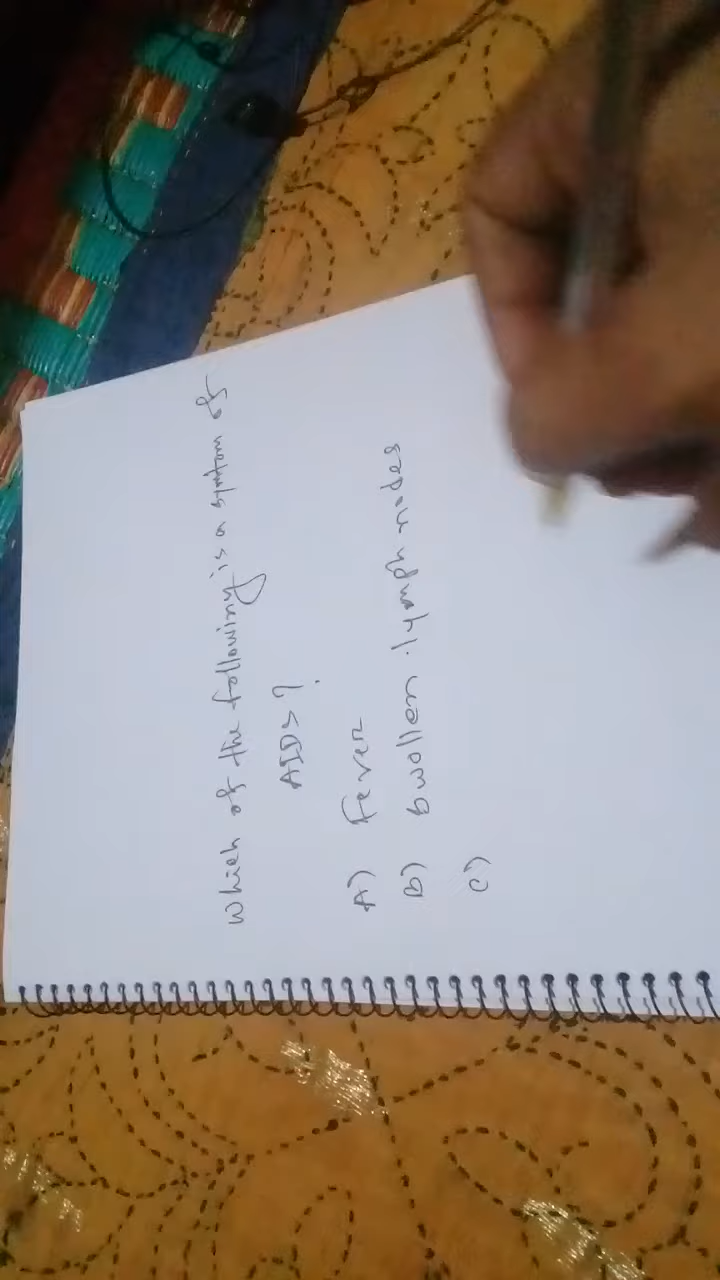 Which of the following is a symptom of
AIDS?
A) Fever
B) Swollen lymph nodes
C)